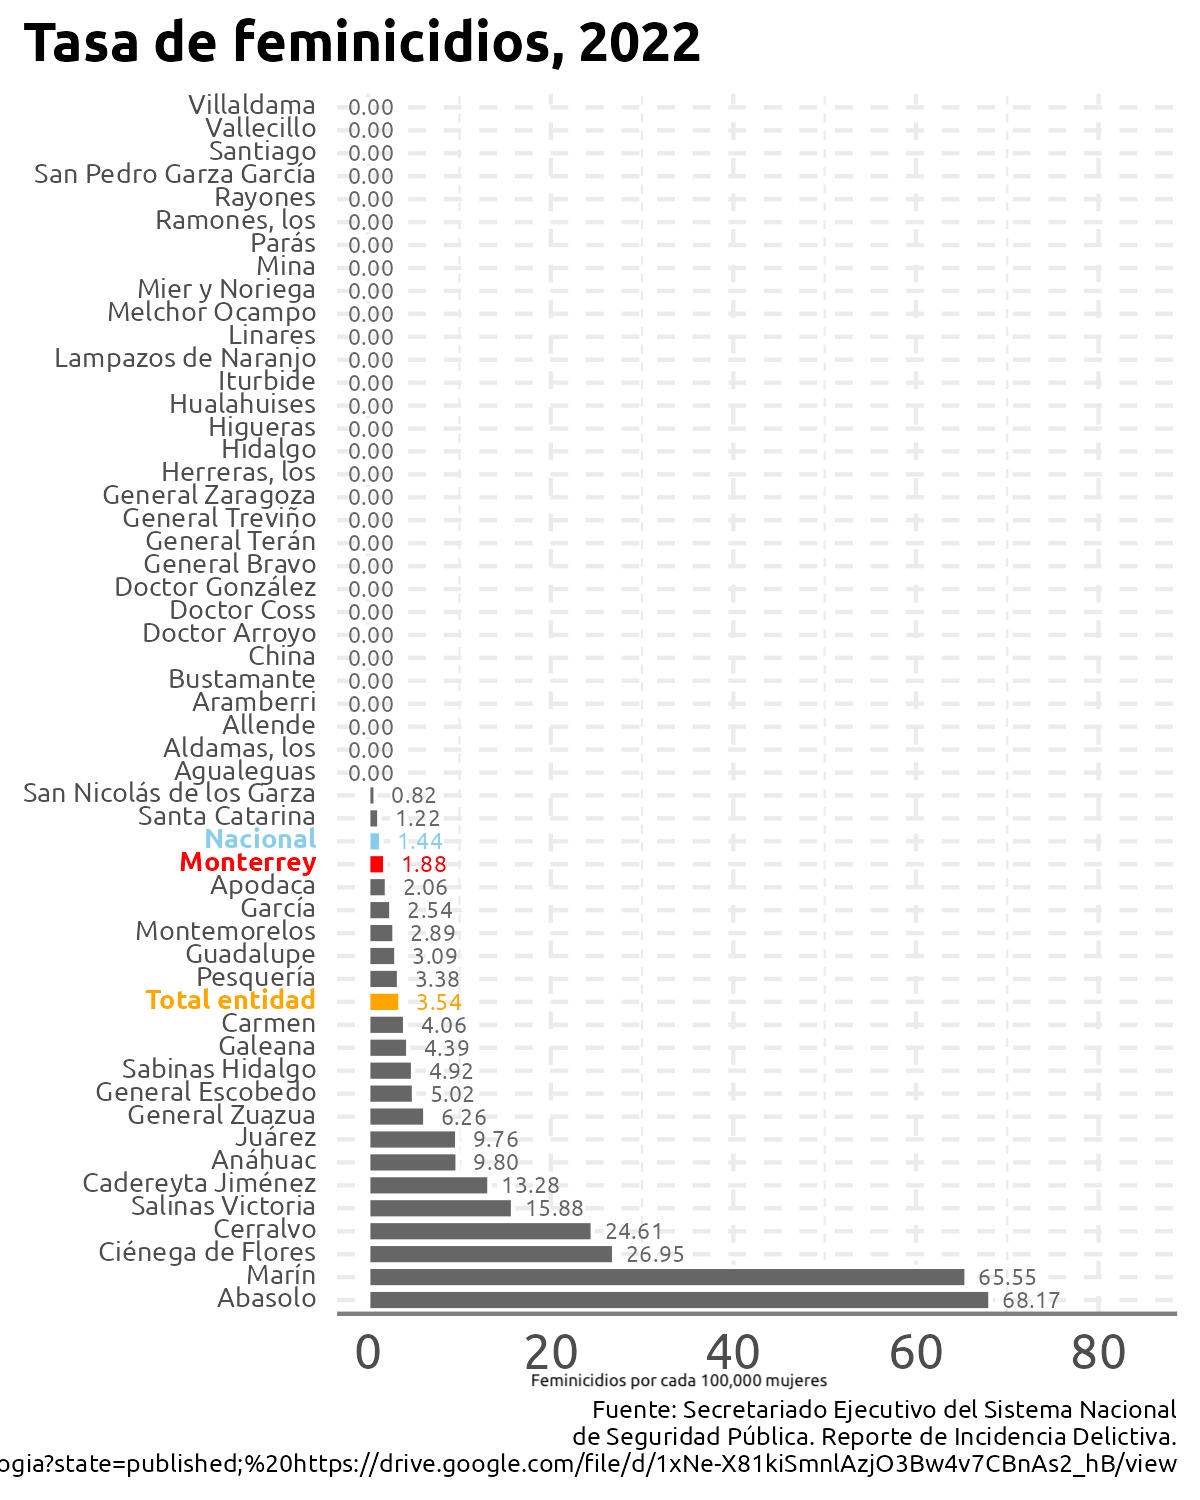 Tasa de feminicidios, 2022
Villaldama 0.00
Vallecillo 0.00
Santiago 0.00
San Pedro Garza García 0.00
Rayones 0.00
Ramones, los 0.00
Parás 0.00
Mina 0.00
Mier y Noriega 0.00
Melchor Ocampo 0.00
Linares 0.00
Lampazos de Naranjo 0.00
Iturbide 0.00
Hualahuises 0.00
Higueras 0.00
Hidalgo 0.00
Herreras, los 0.00
General Zaragoza 0.00
General Treviño 0.00
General Terán 0.00
General Bravo 0.00
Doctor González 0.00
Doctor Coss 0.00
Doctor Arroyo 0.00
China 0.00
Bustamante 0.00
Aramberri 0.00
Allende 0.00
Aldamas, los 0.00
Agualeguas 0.00
San Nicolás de los Garza 0.82
Santa Catarina 1.22
Nacional 1.44
Monterrey 1.88
Apodaca 2.06
García 2.54
Montemorelos 2.89
Guadalupe 3.09
Pesquería 3.38
Total entidad 3.54
Carmen 4.06
Galeana 4.39
Sabinas Hidalgo 4.92
General Escobedo 5.02
General Zuazua 6.26
Juárez 9.76
Anáhuac 9.80
Cadereyta Jiménez 13.28
Salinas Victoria 15.88
Cerralvo 24.61
Ciénega de Flores 26.95
Marín 65.55
Abasolo 68.17
0 20 40 60 80
Feminicidios por cada 100,000 mujeres
Fuente: Secretariado Ejecutivo del Sistema Nacional
de Seguridad Pública. Reporte de Incidencia Delictiva.
ogia?state=published;%20https://drive.google.com/file/d/1xNe-X81kiSmnlAzjO3Bw4v7CBnAs2_hB/view